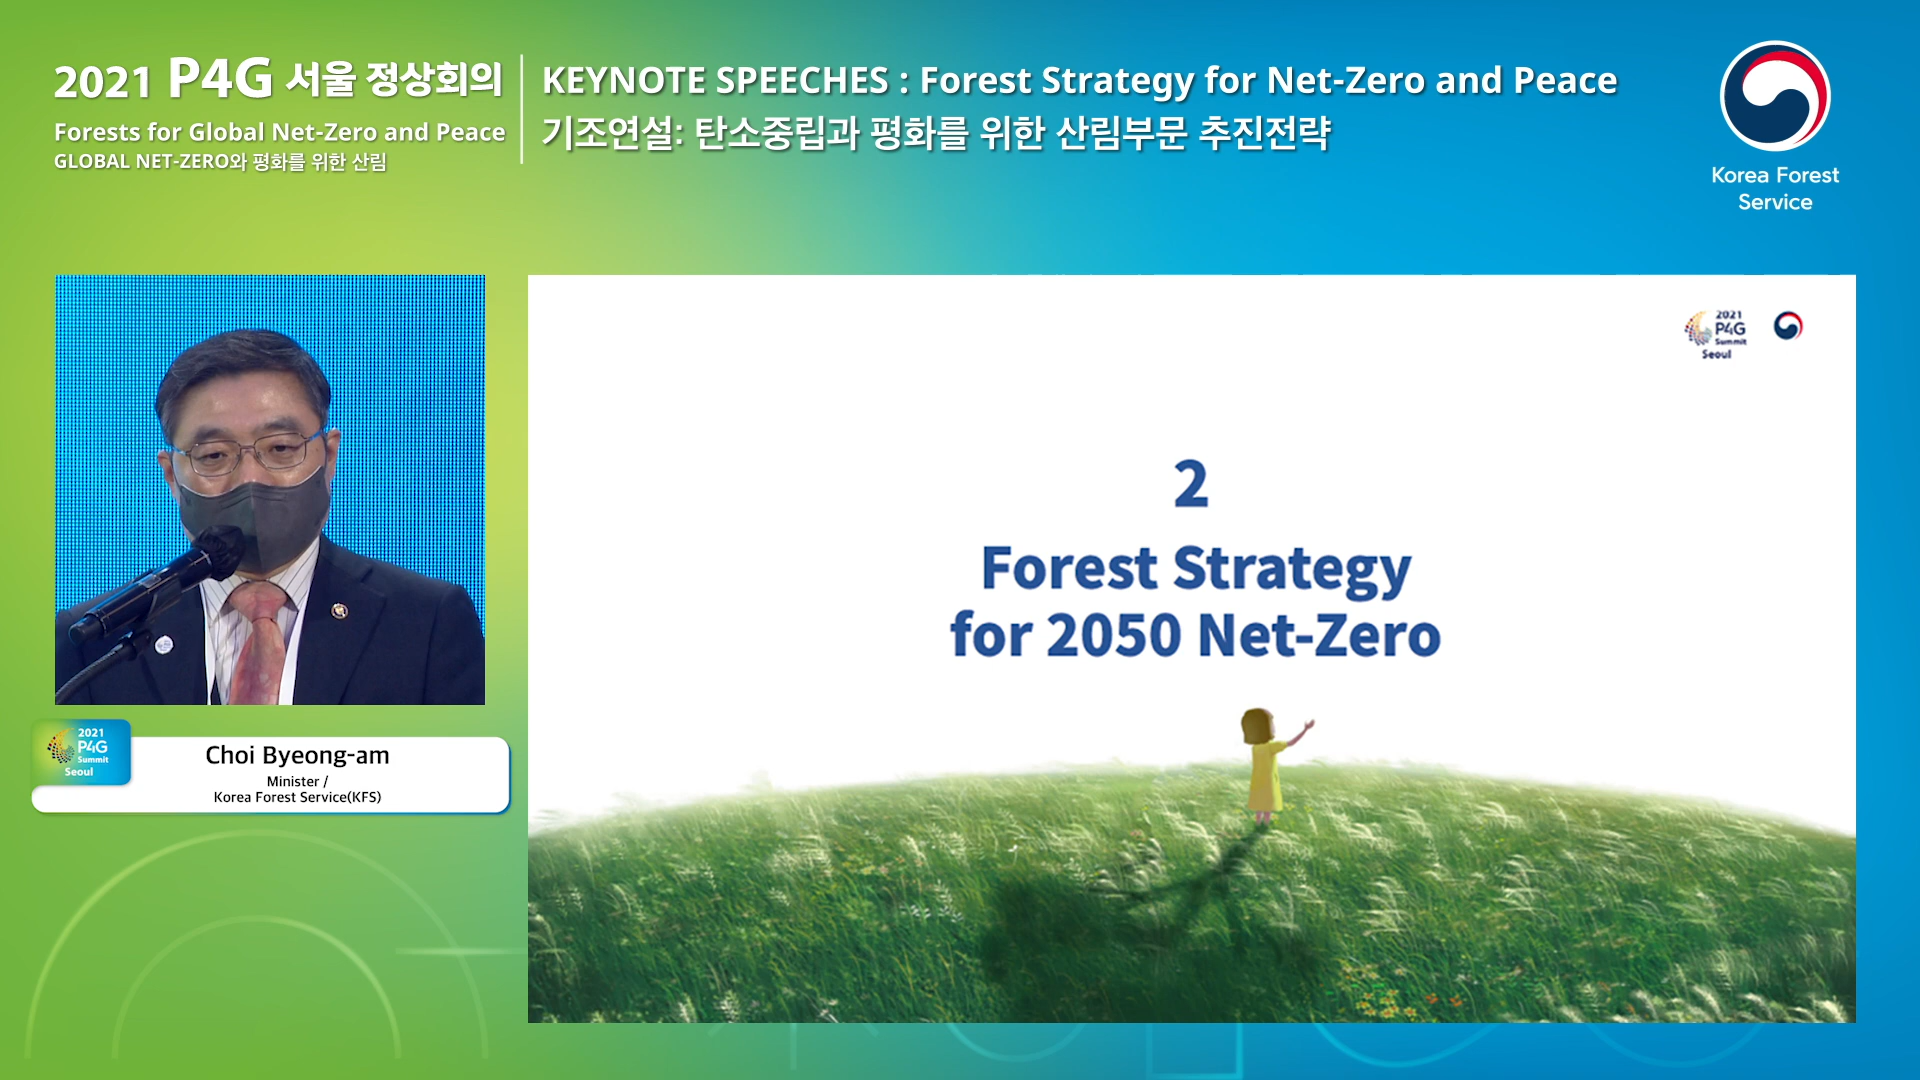 2021 P4G 서울 정상회의
Forests for Global Net-Zero and Peace
GLOBAL NET-ZERO와 평화를 위한 산림
KEYNOTE SPEECHES : Forest Strategy for Net-Zero and Peace
기조연설: 탄소중립과 평화를 위한 산림부문 추진전략
Korea Forest
Service
2021
P4G
Summit
Seoul
2
Forest Strategy
for 2050 Net-Zero
2021
P4G
Summit
Seoul
Choi Byeong-am
Minister /
Korea Forest Service(KFS)